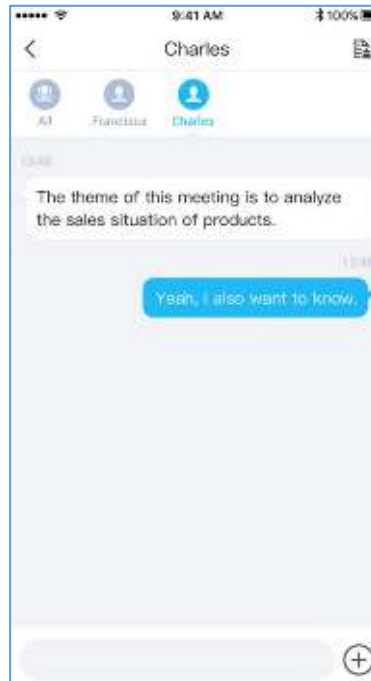 9:41 AM
100%
Charles
All
Francisca
Charles
The theme of this meeting is to analyze
the sales situation of products.
Yeah, I also want to know.